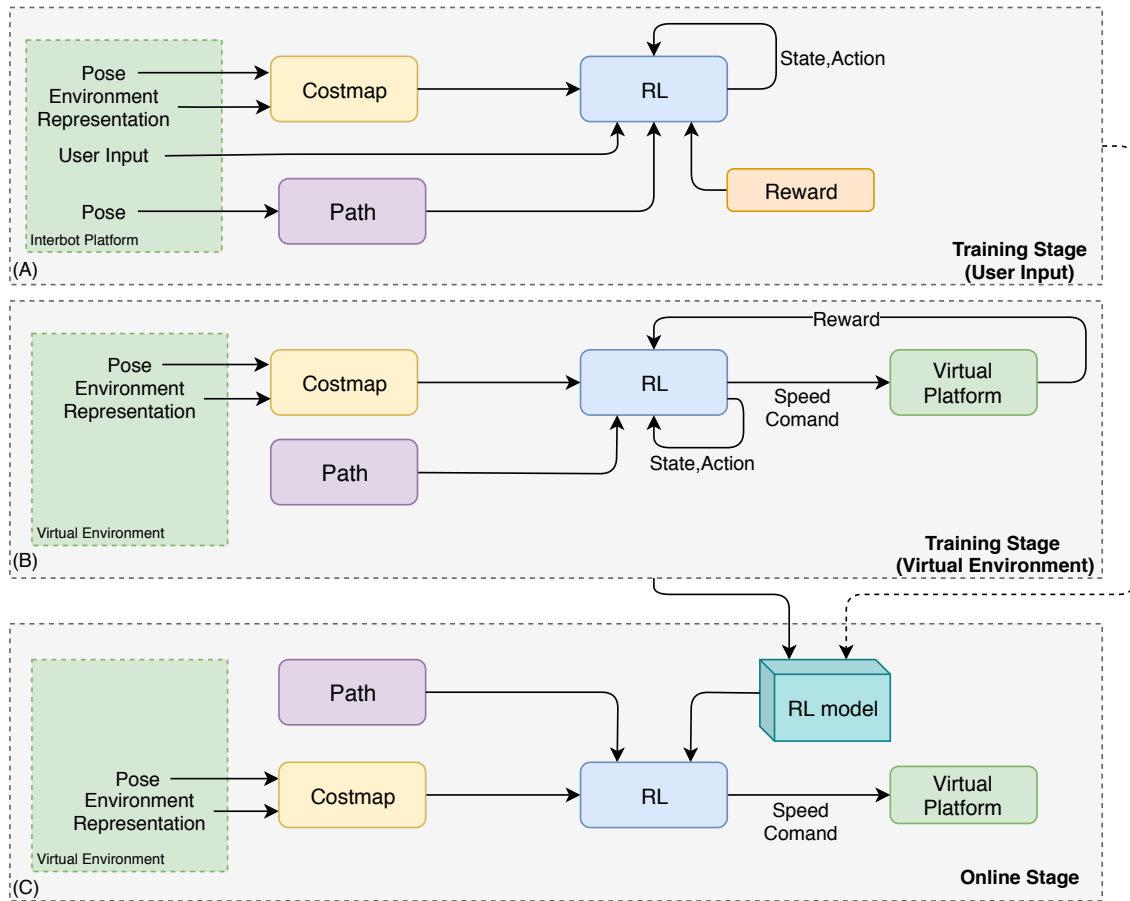 Pose
Environment
Representation
User Input
Pose
Interbot Platform
Costmap
Path
RL
State,Action
Reward
(A)
Training Stage
(User Input)
Pose
Environment
Representation
Virtual Environment
Costmap
Path
RL
State,Action
Reward
Speed
Comand
Virtual
Platform
(B)
Training Stage
(Virtual Environment)
Path
RL model
Pose
Environment
Representation
Virtual Environment
Costmap
RL
Speed
Comand
Virtual
Platform
(C)
Online Stage